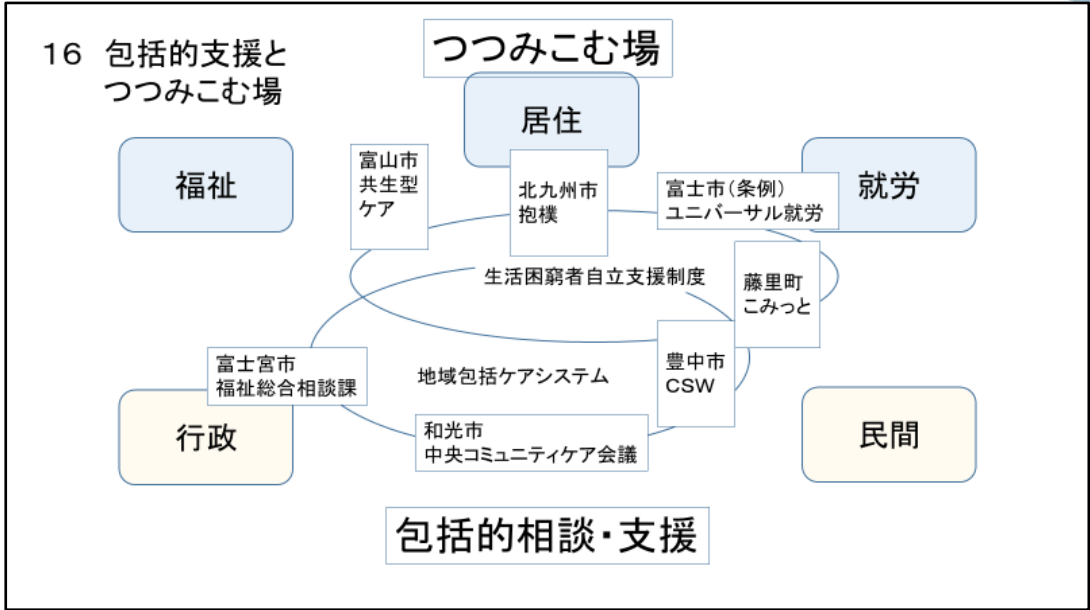 16 包括的支援と
つつみこむ場
つつみこむ場
居住
福祉
就労
富山市
共生型
ケア
北九州市
抱樸
富士市(条例)
ユニバーサル就労
生活困窮者自立支援制度
藤里町
こみっと
富士宮市
福祉総合相談課
地域包括ケアシステム
豊中市
CSW
行政
和光市
中央コミュニティケア会議
民間
包括的相談・支援